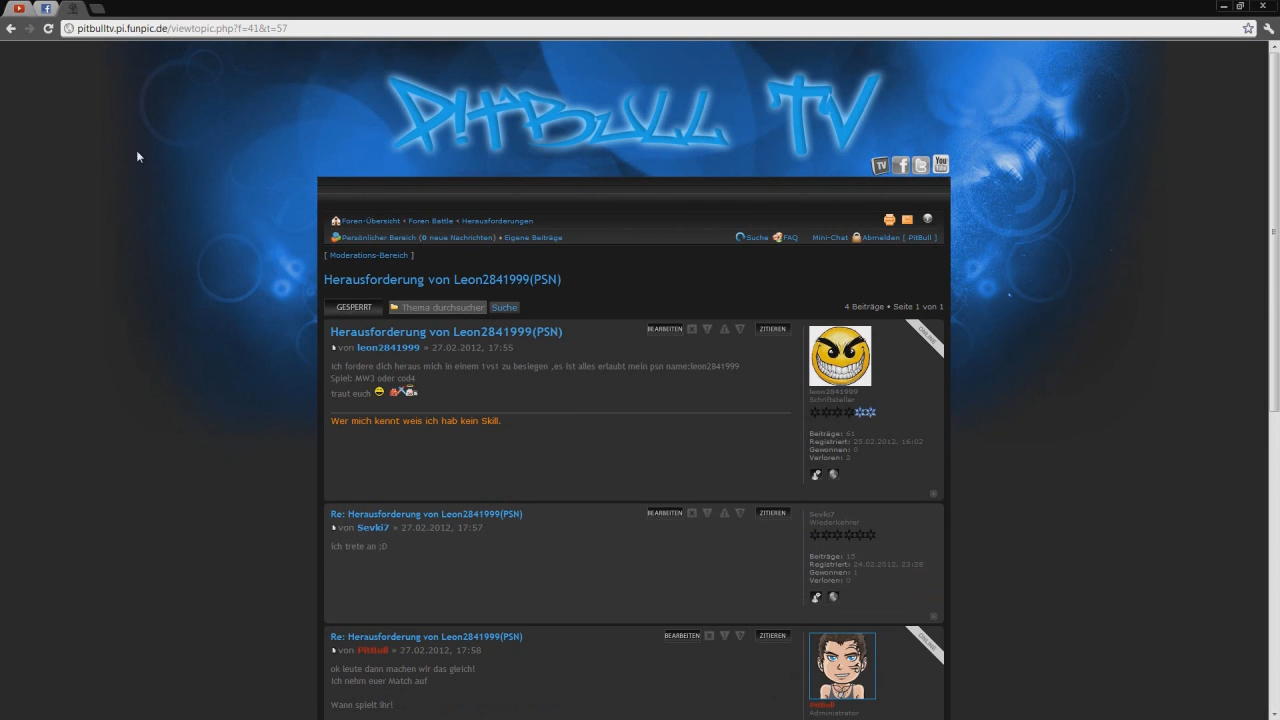 pitbulltv.pi.funpic.de/viewtopic.php?f=41&t=57
P!tBuLL TV
TV
You
Tube
Foren-Übersicht ‹ Foren Battle ‹ Herausforderungen
Persönlicher Bereich (0 neue Nachrichten) • Eigene Beiträge
Suche FAQ Mini-Chat Abmelden [ PitBull ]
[ Moderations-Bereich ]
Herausforderung von Leon2841999(PSN)
GESPERRT Thema durchsuchen Suche
4 Beiträge • Seite 1 von 1
Herausforderung von Leon2841999(PSN)
BEARBEITEN ZITIEREN
ONLINE
von leon2841999 » 27.02.2012, 17:55
Ich fordere dich heraus mich in einem 1vs1 zu besiegen ,es ist alles erlaubt mein psn name:leon2841999
Spiel: MW3 oder cod4
traut euch
Wer mich kennt weis ich hab kein Skill.
leon2841999
Schriftsteller
Beiträge: 61
Registriert: 25.02.2012, 16:02
Gewonnen: 0
Verloren: 2
Re: Herausforderung von Leon2841999(PSN)
BEARBEITEN ZITIEREN
von Sevki7 » 27.02.2012, 17:57
ich trete an ;D
Sevki7
Wiederkehrer
Beiträge: 15
Registriert: 24.02.2012, 23:28
Gewonnen: 1
Verloren: 0
Re: Herausforderung von Leon2841999(PSN)
BEARBEITEN ZITIEREN
ONLINE
von PitBull » 27.02.2012, 17:58
ok leute dann machen wir das gleich!
Ich nehm euer Match auf
Wann spielt ihr!
PitBull
Administrator